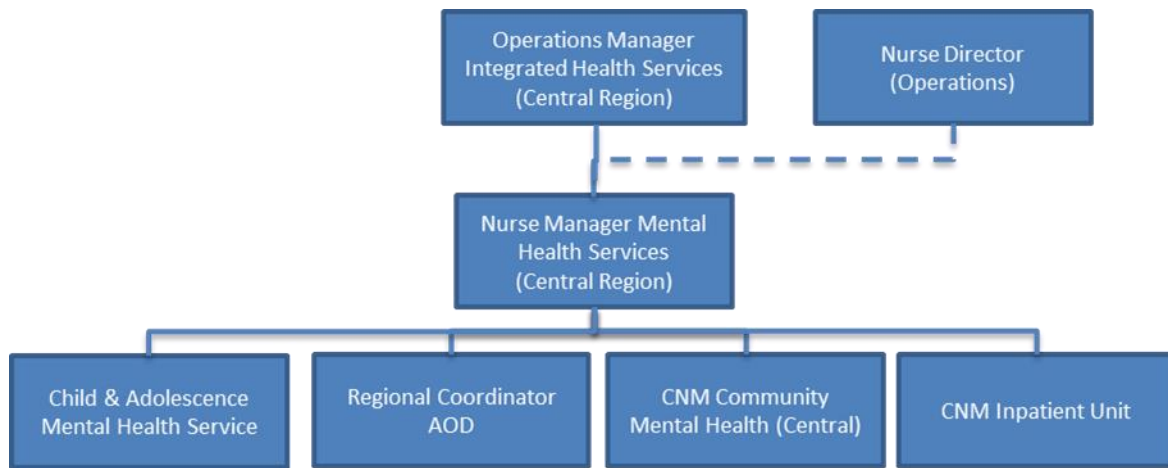 Operations Manager
Integrated Health Services
(Central Region)
Nurse Director
(Operations)
Nurse Manager Mental
Health Services
(Central Region)
Child & Adolescence
Mental Health Service
Regional Coordinator
AOD
CNM Community
Mental Health (Central)
CNM Inpatient Unit